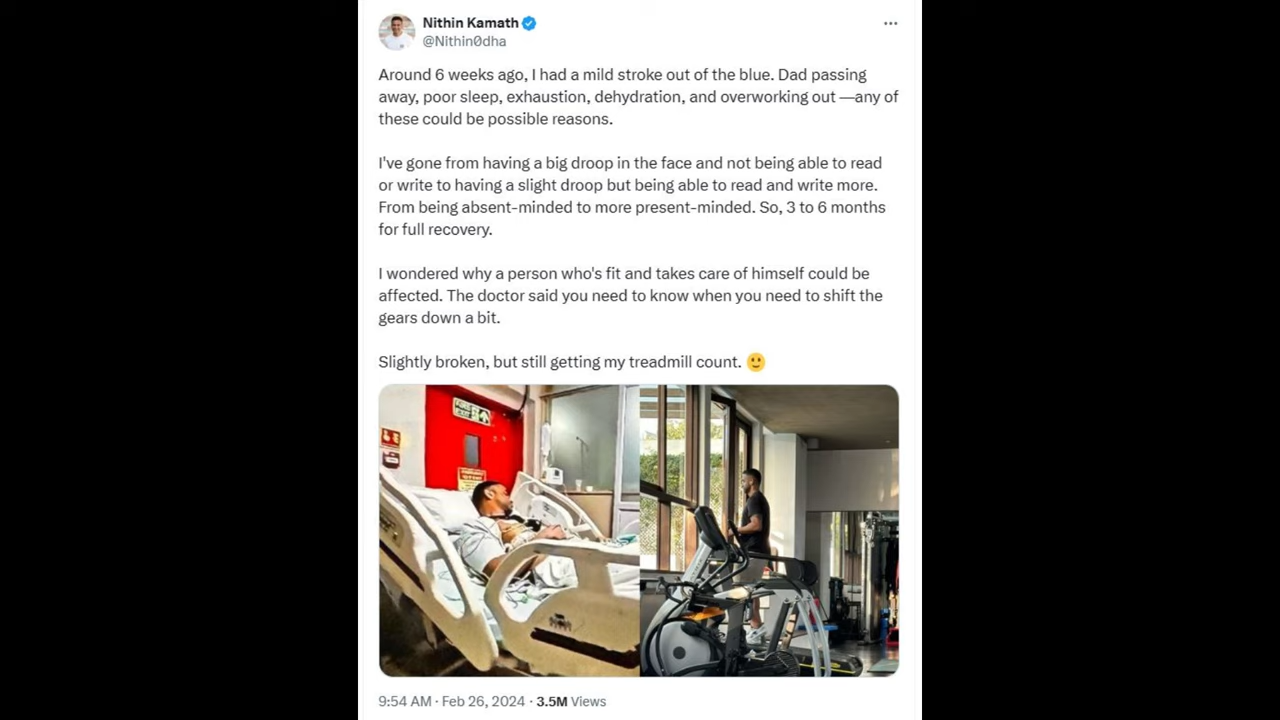 Nithin Kamath
@Nithin0dha
Around 6 weeks ago, I had a mild stroke out of the blue. Dad passing
away, poor sleep, exhaustion, dehydration, and overworking out —any of
these could be possible reasons.
I've gone from having a big droop in the face and not being able to read
or write to having a slight droop but being able to read and write more.
From being absent-minded to more present-minded. So, 3 to 6 months
for full recovery.
I wondered why a person who's fit and takes care of himself could be
affected. The doctor said you need to know when you need to shift the
gears down a bit.
Slightly broken, but still getting my treadmill count. 🙂
9:54 AM · Feb 26, 2024 · 3.5M Views